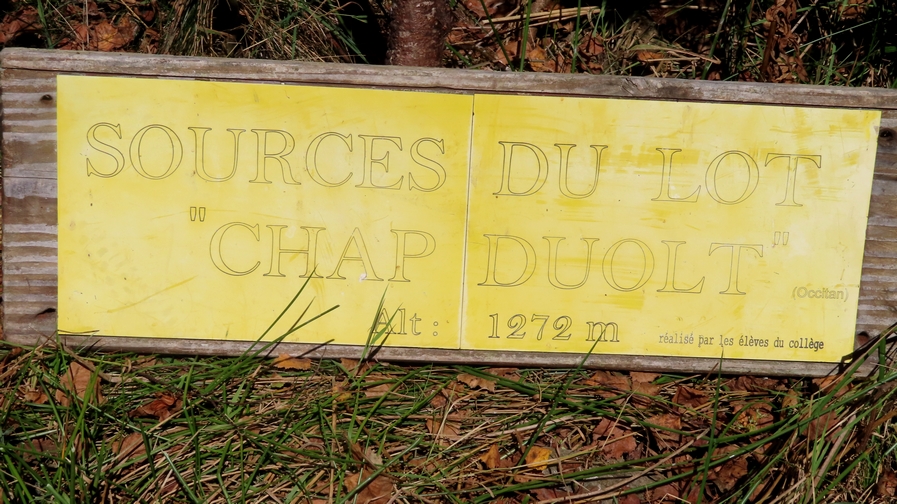 SOURCES DU LOT
"CHAP DUOLT"
(Occitan)
Alt : 1272 m
réalisé par les élèves du collège